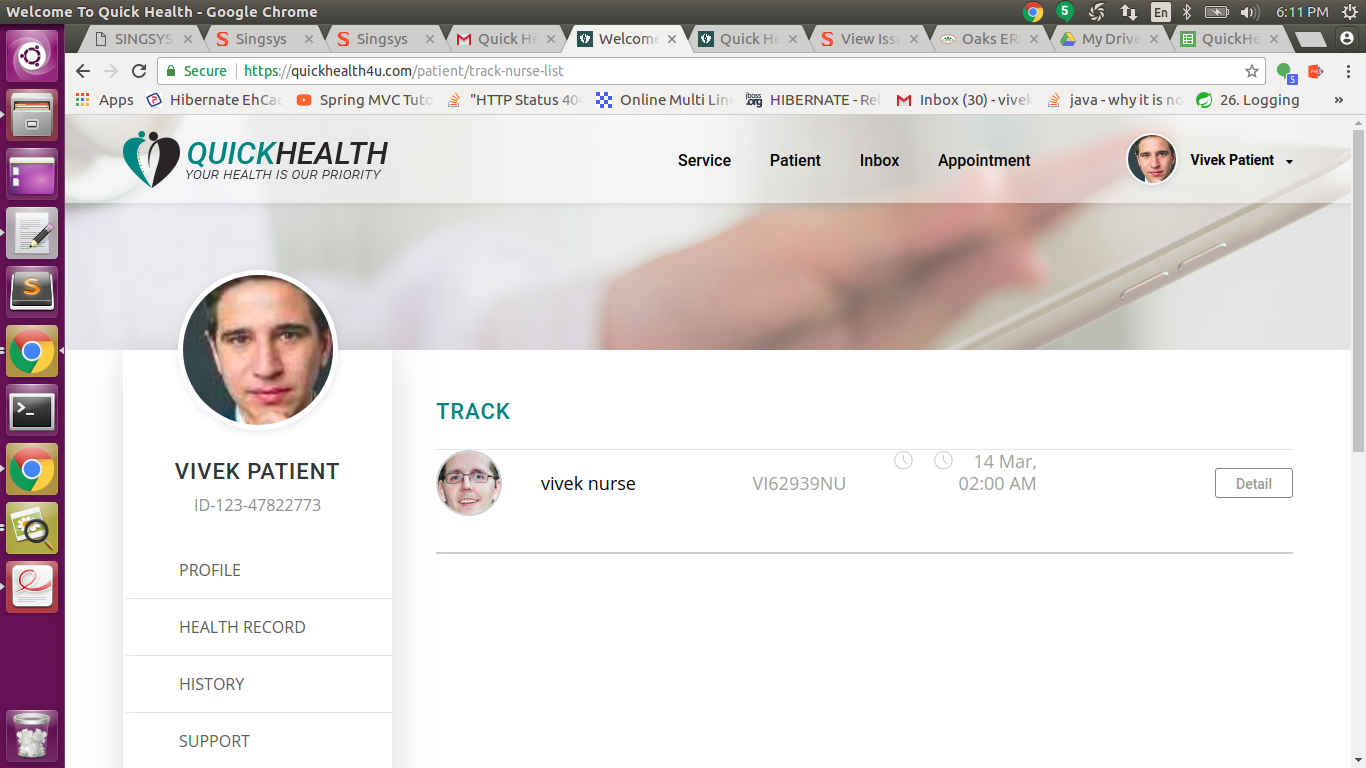 Welcome To Quick Health - Google Chrome
5
En
6:11 PM
SINGSYS
Singsys
Singsys
Quick He
Welcome
Quick He
View Issu
Oaks ER
My Drive
QuickHe
Secure
https://quickhealth4u.com/patient/track-nurse-list
5
Apps
Hibernate EhCac
Spring MVC Tuto
"HTTP Status 404
Online Multi Line
HIBERNATE - Rel
Inbox (30) - vivek
java - why it is no
26. Logging
»
QUICKHEALTH
YOUR HEALTH IS OUR PRIORITY
Service
Patient
Inbox
Appointment
Vivek Patient
VIVEK PATIENT
ID-123-47822773
PROFILE
HEALTH RECORD
HISTORY
SUPPORT
TRACK
vivek nurse
VI62939NU
14 Mar,
02:00 AM
Detail